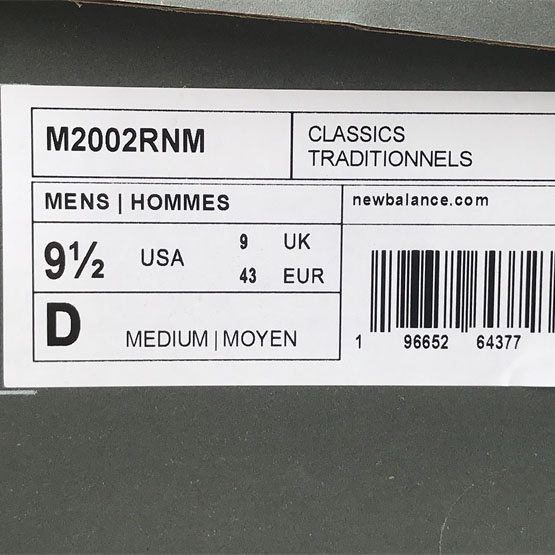 M2002RNM
CLASSICS
TRADITIONNELS
MENS | HOMMES
newbalance.com
9½ USA
9 UK
43 EUR
D MEDIUM | MOYEN
1 96652 64377